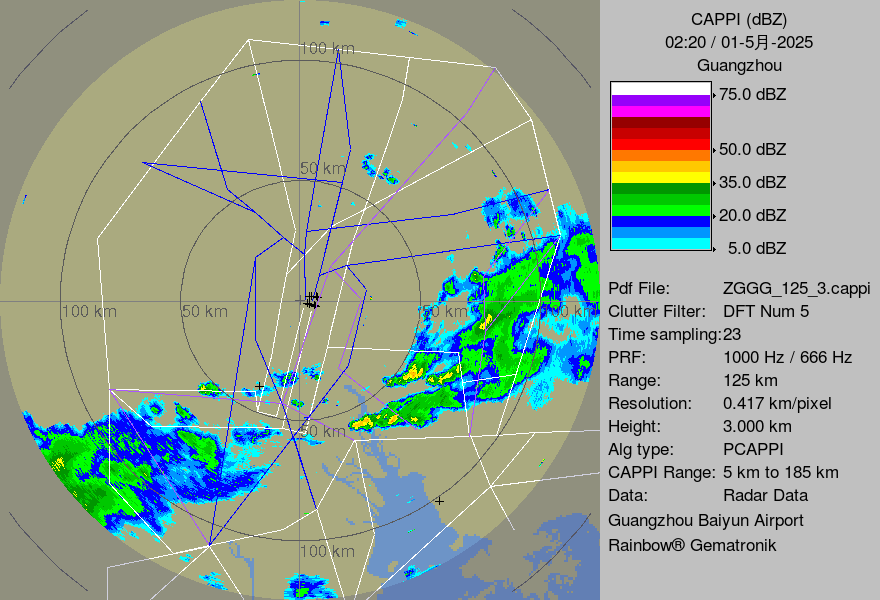 CAPPI (dBZ)
02:20 / 01-5月-2025
Guangzhou
75.0 dBZ
50.0 dBZ
35.0 dBZ
20.0 dBZ
5.0 dBZ
Pdf File: ZGGG_125_3.cappi
Clutter Filter: DFT Num 5
Time sampling:23
PRF: 1000 Hz / 666 Hz
Range: 125 km
Resolution: 0.417 km/pixel
Height: 3.000 km
Alg type: PCAPPI
CAPPI Range: 5 km to 185 km
Data: Radar Data
Guangzhou Baiyun Airport
Rainbow® Gematronik
100 km
50 km
100 km
50 km
50 km
100 km
50 km
100 km